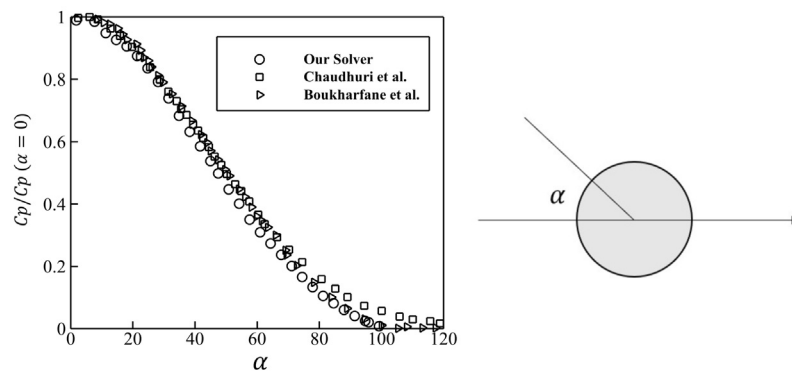 1
0.8
0.6
0.4
0.2
0
Cp/Cp (α = 0)
Our Solver
Chaudhuri et al.
Boukharfane et al.
0 20 40 60 80 100 120
α
α